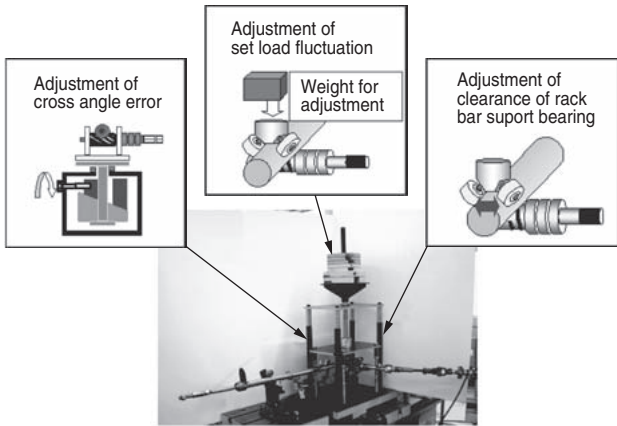 Adjustment of
cross angle error
Adjustment of
set load fluctuation
Weight for
adjustment
Adjustment of
clearance of rack
bar suport bearing